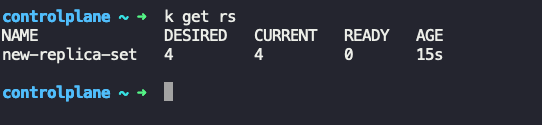 controlplane ~ ➜ k get rs
NAME DESIRED CURRENT READY AGE
new-replica-set 4 4 0 15s
controlplane ~ ➜